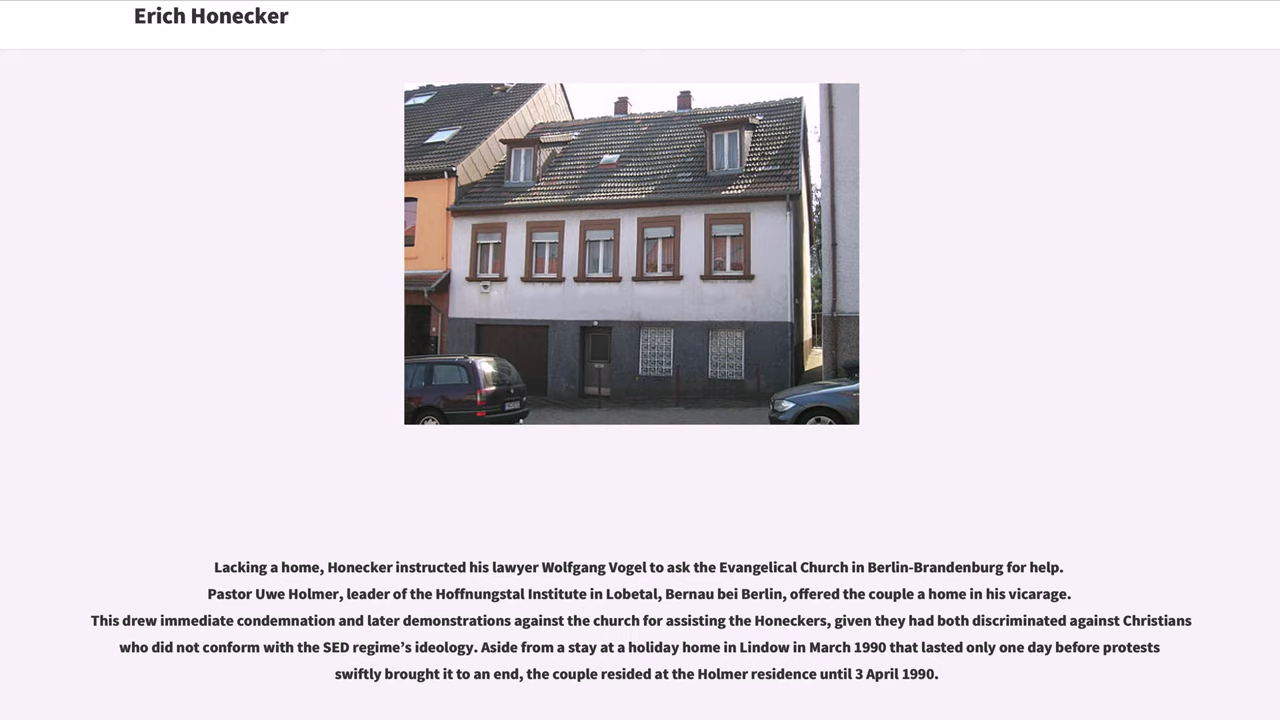 Erich Honecker
Lacking a home, Honecker instructed his lawyer Wolfgang Vogel to ask the Evangelical Church in Berlin-Brandenburg for help.
Pastor Uwe Holmer, leader of the Hoffnungstal Institute in Lobetal, Bernau bei Berlin, offered the couple a home in his vicarage.
This drew immediate condemnation and later demonstrations against the church for assisting the Honeckers, given they had both discriminated against Christians
who did not conform with the SED regime’s ideology. Aside from a stay at a holiday home in Lindow in March 1990 that lasted only one day before protests
swiftly brought it to an end, the couple resided at the Holmer residence until 3 April 1990.